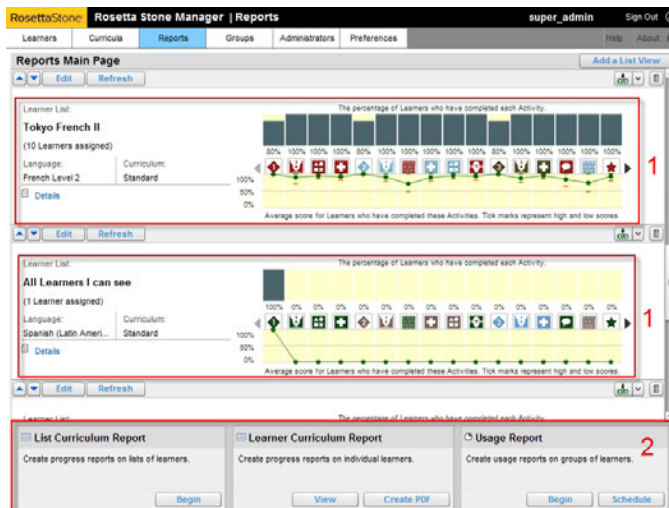 RosettaStone Rosetta Stone Manager | Reports super_admin Sign Out
Learners Curricula Reports Groups Administrators Preferences Help About
Reports Main Page Add a List View
Edit Refresh
Learner List: The percentage of Learners who have completed each Activity.
Tokyo French II
(10 Learners assigned)
80% 100% 100% 100% 80% 100% 100% 100% 100% 100% 100% 80% 100% 100% 100% 100% 100%
Language: Curriculum:
French Level 2 Standard
100%
Details 50%
0%
Average score for Learners who have completed these Activities. Tick marks represent high and low scores.
1
Edit Refresh
Learner List: The percentage of Learners who have completed each Activity.
All Learners I can see
(1 Learner assigned)
100% 0% 0% 0% 0% 0% 0% 0% 0% 0% 0% 0% 0% 0% 0% 0% 0%
Language: Curriculum:
Spanish (Latin Ameri... Standard
100%
Details 50%
0%
Average score for Learners who have completed these Activities. Tick marks represent high and low scores.
1
Edit Refresh
Learner List: The percentage of Learners who have completed each Activity.
List Curriculum Report Learner Curriculum Report Usage Report 2
Create progress reports on lists of learners. Create progress reports on individual learners. Create usage reports on groups of learners.
Begin View Create PDF Begin Schedule